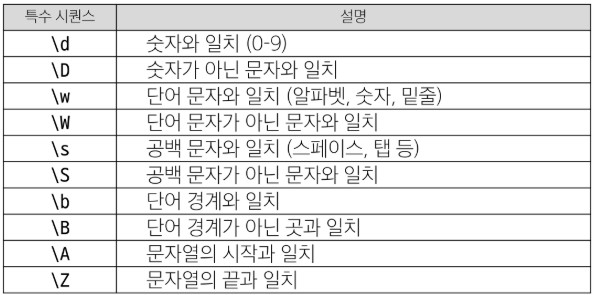 특수 시퀀스 설명
\d 숫자와 일치 (0-9)
\D 숫자가 아닌 문자와 일치
\w 단어 문자와 일치 (알파벳, 숫자, 밑줄)
\W 단어 문자가 아닌 문자와 일치
\s 공백 문자와 일치 (스페이스, 탭 등)
\S 공백 문자가 아닌 문자와 일치
\b 단어 경계와 일치
\B 단어 경계가 아닌 곳과 일치
\A 문자열의 시작과 일치
\Z 문자열의 끝과 일치